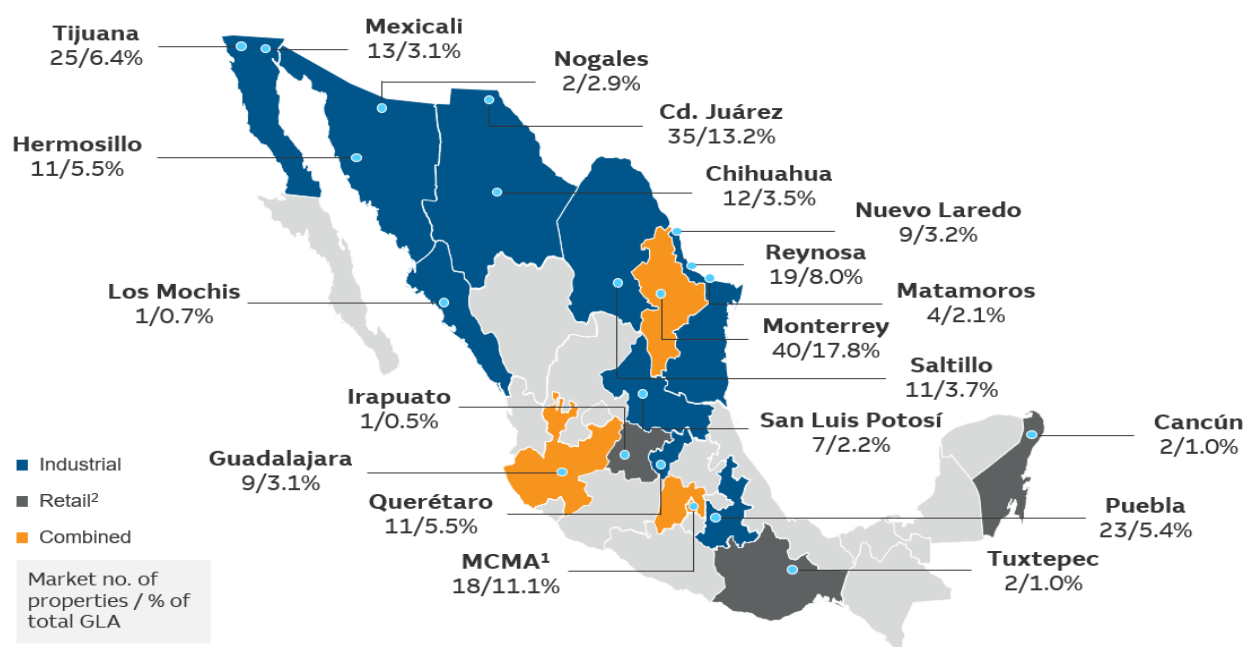 Tijuana
25/6.4%
Mexicali
13/3.1%
Nogales
2/2.9%
Cd. Juárez
35/13.2%
Hermosillo
11/5.5%
Chihuahua
12/3.5%
Nuevo Laredo
9/3.2%
Reynosa
19/8.0%
Los Mochis
1/0.7%
Matamoros
4/2.1%
Monterrey
40/17.8%
Saltillo
11/3.7%
Irapuato
1/0.5%
San Luis Potosí
7/2.2%
Cancún
2/1.0%
Guadalajara
9/3.1%
Querétaro
11/5.5%
Puebla
23/5.4%
MCMA¹
18/11.1%
Tuxtepec
2/1.0%
Industrial
Retail²
Combined
Market no. of
properties / % of
total GLA